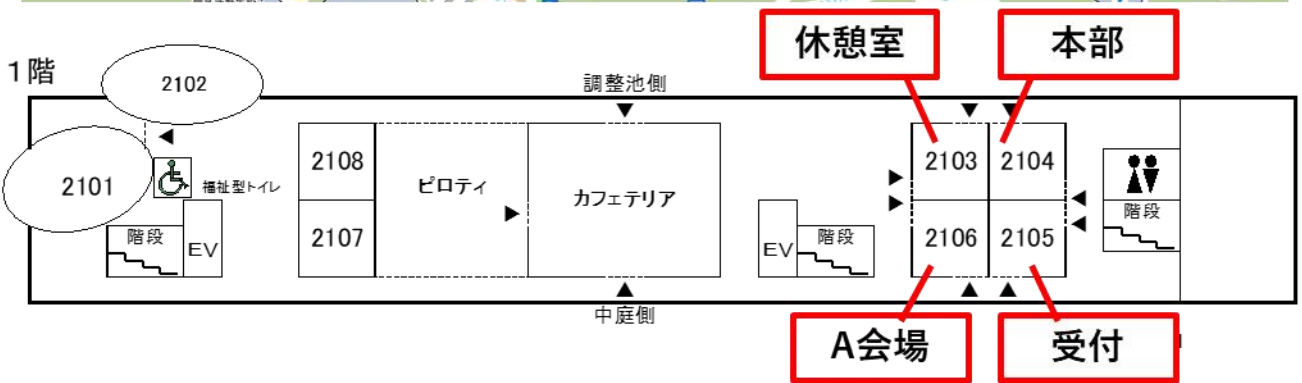 休憩室
本部
1階
2102
調整池側
2101
福祉型トイレ
2108
ピロティ
カフェテリア
2103
2104
2107
階段
EV
EV
階段
2106
2105
階段
中庭側
A会場
受付